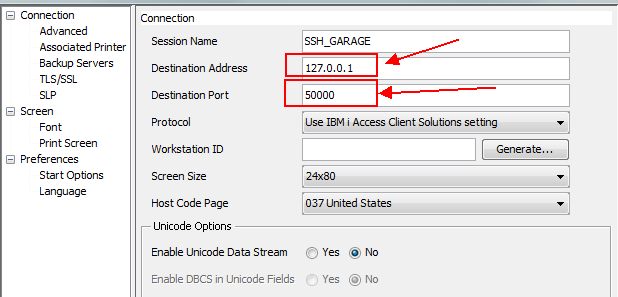 Connection
Advanced
Associated Printer
Backup Servers
TLS/SSL
SLP
Screen
Font
Print Screen
Preferences
Start Options
Language
Connection
Session Name SSH_GARAGE
Destination Address 127.0.0.1
Destination Port 50000
Protocol Use IBM i Access Client Solutions setting
Workstation ID Generate...
Screen Size 24x80
Host Code Page 037 United States
Unicode Options
Enable Unicode Data Stream Yes No
Enable DBCS in Unicode Fields Yes No